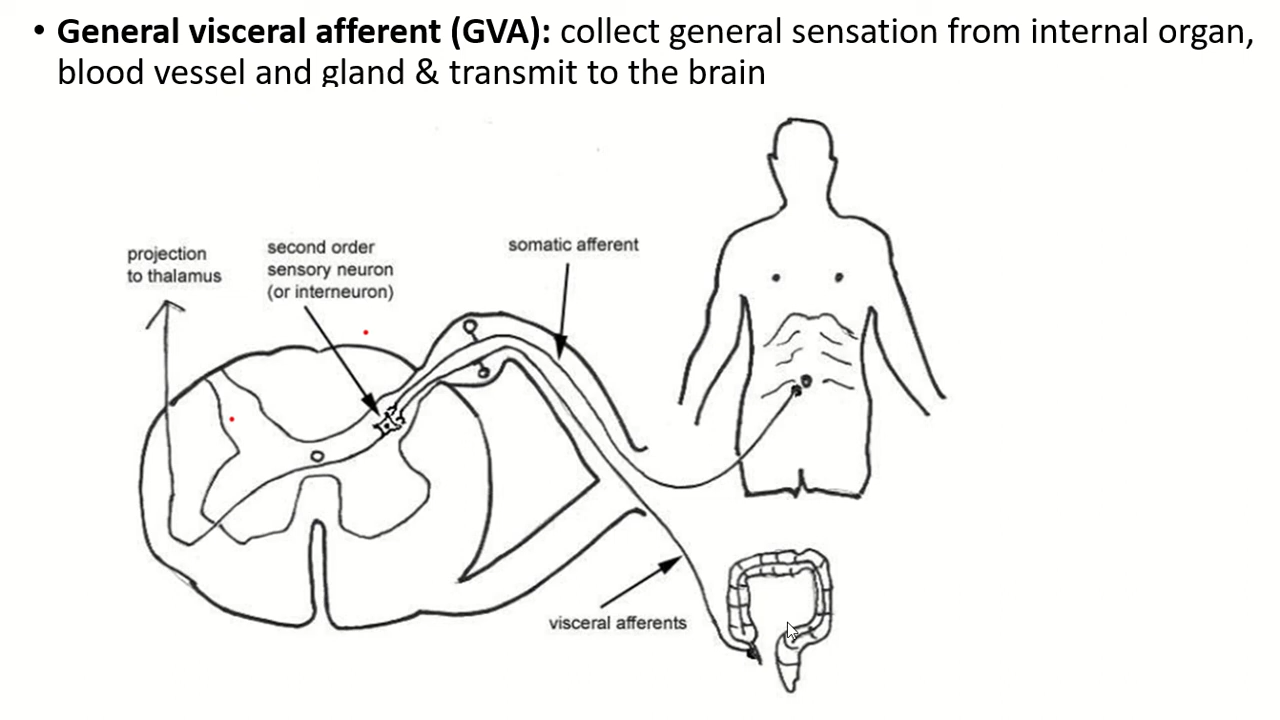 • General visceral afferent (GVA): collect general sensation from internal organ,
blood vessel and gland & transmit to the brain
projection
to thalamus
second order
sensory neuron
(or interneuron)
somatic afferent
visceral afferents